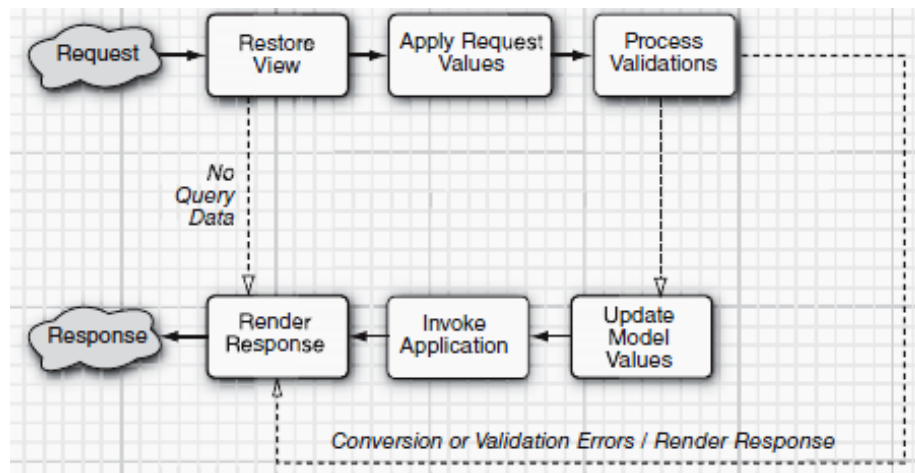 Request
Restore
View
Apply Request
Values
Process
Validations
No
Query
Data
Response
Render
Response
Invoke
Application
Update
Model
Values
Conversion or Validation Errors / Render Response